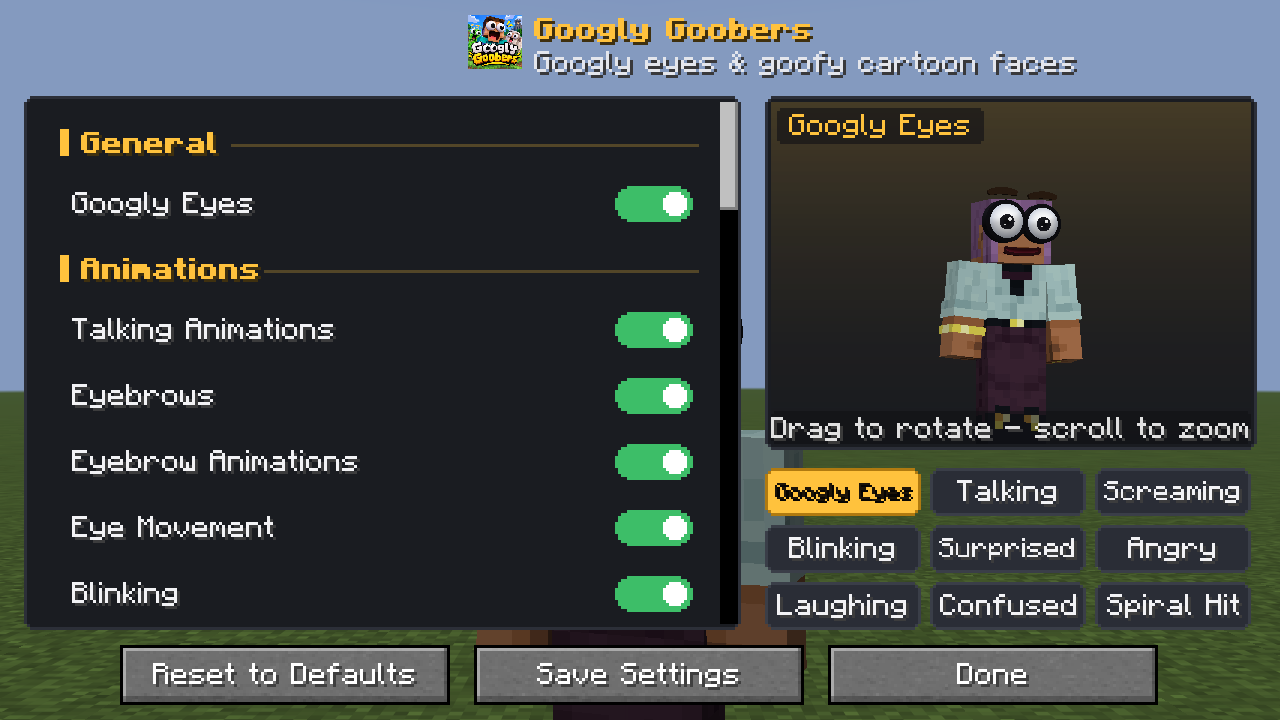 Googly Goobers
Googly Goobers
Googly eyes & goofy cartoon faces
General
Googly Eyes
Animations
Talking Animations
Eyebrows
Eyebrow Animations
Eye Movement
Blinking
Googly Eyes
Drag to rotate – scroll to zoom
Googly Eyes
Talking
Screaming
Blinking
Surprised
Angry
Laughing
Confused
Spiral Hit
Reset to Defaults
Save Settings
Done